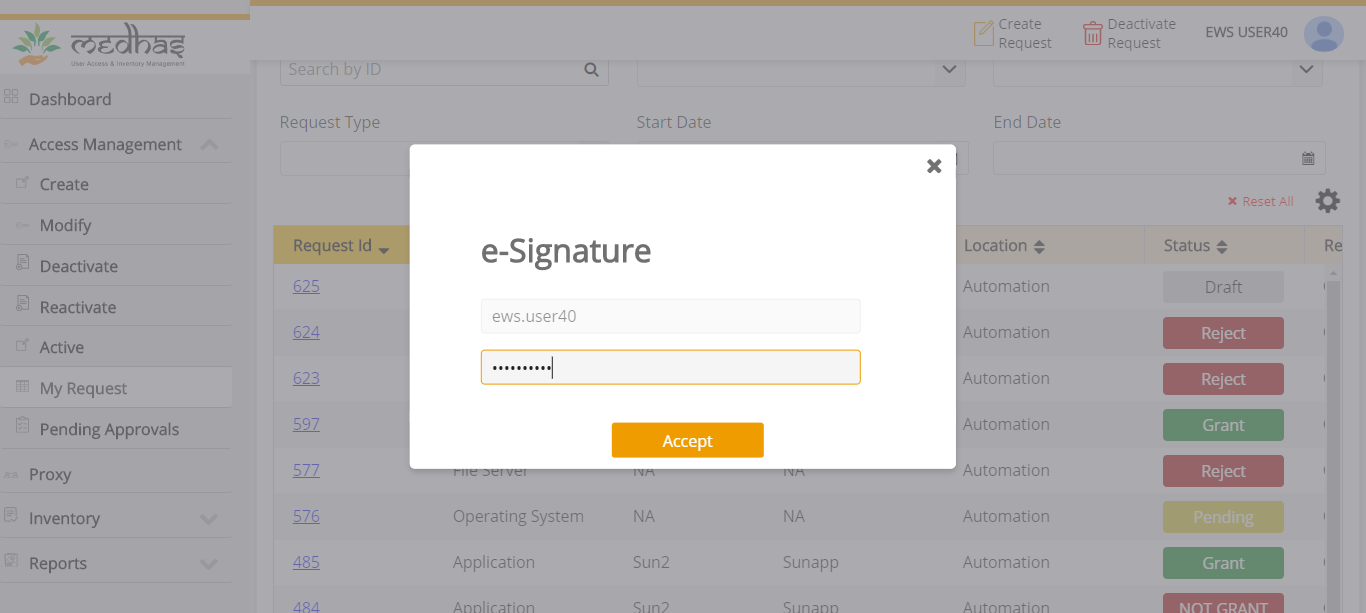 medhas
User Access & Inventory Management
Create Request
Deactivate Request
EWS USER40
Dashboard
Access Management
Create
Modify
Deactivate
Reactivate
Active
My Request
Pending Approvals
Proxy
Inventory
Reports
Search by ID
Request Type
Start Date
End Date
Reset All
Request Id
Location
Status
Re
625
Automation
Draft
624
Automation
Reject
623
Automation
Reject
597
Automation
Grant
577
File Server
NA
NA
Automation
Reject
576
Operating System
NA
NA
Automation
Pending
485
Application
Sun2
Sunapp
Automation
Grant
484
Application
Sun2
Sunapp
Automation
NOT GRANT
e-Signature
ews.user40
••••••••••
Accept